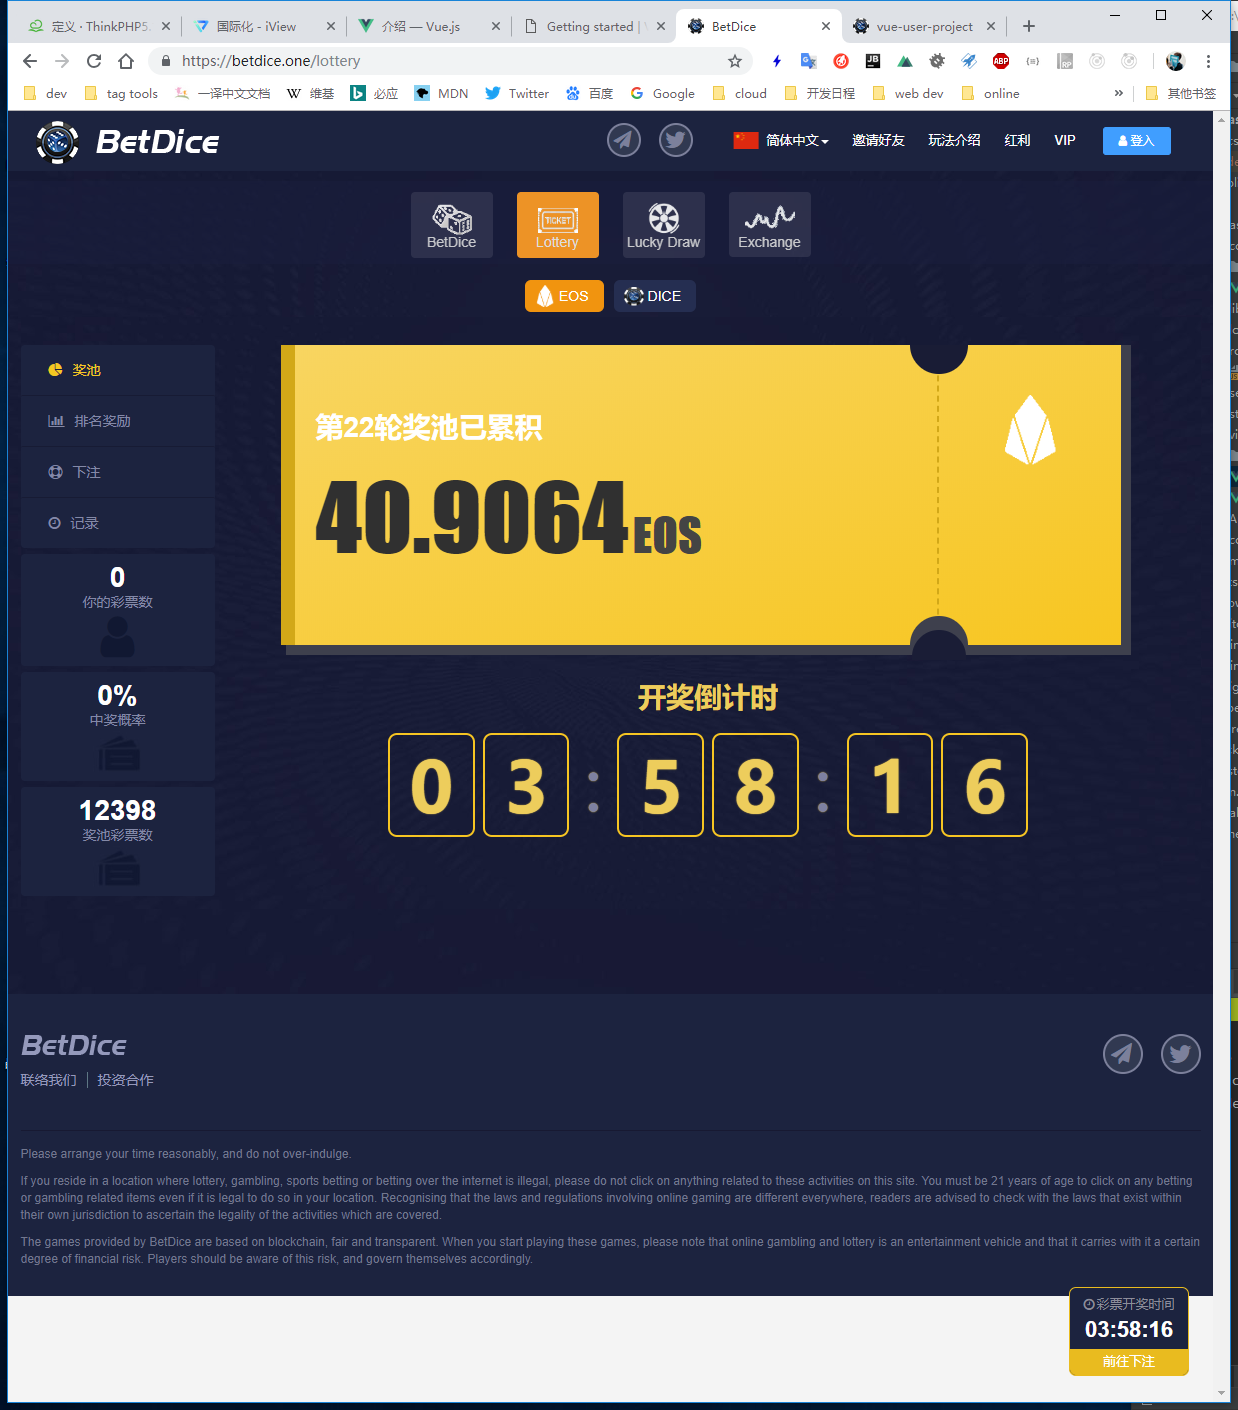 定义 · ThinkPHP5.
国际化 - iView
介绍 — Vue.js
Getting started |
BetDice
vue-user-project
https://betdice.one/lottery
dev
tag tools
一译中文文档
维基
必应
MDN
Twitter
百度
Google
cloud
开发日程
web dev
online
»
其他书签
BetDice
简体中文
邀请好友
玩法介绍
红利
VIP
登入
BetDice
TICKET
Lottery
Lucky Draw
Exchange
EOS
DICE
奖池
排名奖励
下注
记录
0
你的彩票数
0%
中奖概率
12398
奖池彩票数
第22轮奖池已累积
40.9064EOS
开奖倒计时
03:58:16
BetDice
联络我们 | 投资合作
Please arrange your time reasonably, and do not over-indulge.
If you reside in a location where lottery, gambling, sports betting or betting over the internet is illegal, please do not click on anything related to these activities on this site. You must be 21 years of age to click on any betting
or gambling related items even if it is legal to do so in your location. Recognising that the laws and regulations involving online gaming are different everywhere, readers are advised to check with the laws that exist within
their own jurisdiction to ascertain the legality of the activities which are covered.
The games provided by BetDice are based on blockchain, fair and transparent. When you start playing these games, please note that online gambling and lottery is an entertainment vehicle and that it carries with it a certain
degree of financial risk. Players should be aware of this risk, and govern themselves accordingly.
彩票开奖时间
03:58:16
前往下注